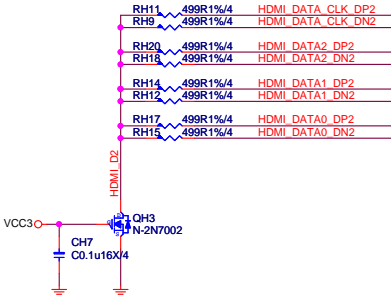 RH11 499R1%/4 HDMI_DATA_CLK_DP2
RH9 499R1%/4 HDMI_DATA_CLK_DN2
RH20 499R1%/4 HDMI_DATA2_DP2
RH18 499R1%/4 HDMI_DATA2_DN2
RH14 499R1%/4 HDMI_DATA1_DP2
RH12 499R1%/4 HDMI_DATA1_DN2
RH17 499R1%/4 HDMI_DATA0_DP2
RH15 499R1%/4 HDMI_DATA0_DN2
HDMI_D2
VCC3
QH3
N-2N7002
CH7
C0.1u16X/4